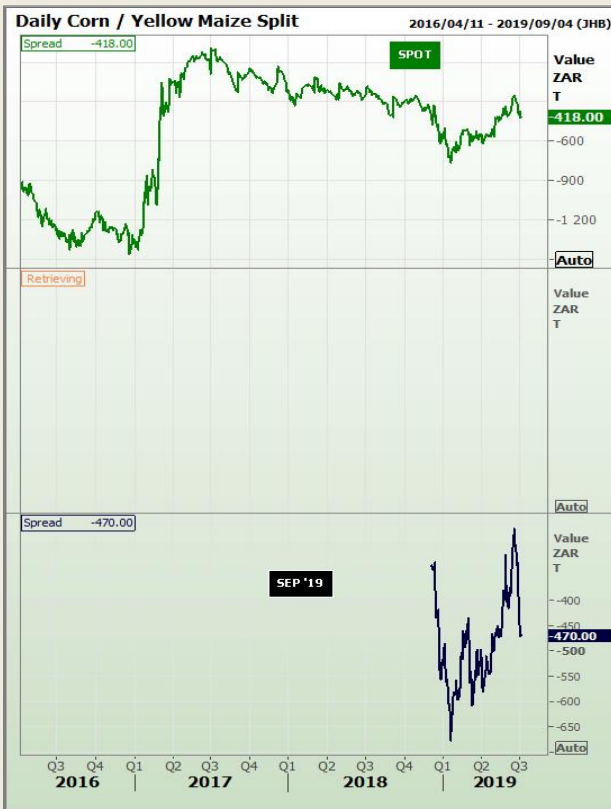 Daily Corn / Yellow Maize Split 2016/04/11 - 2019/09/04 (JHB)
Spread -418.00
SPOT
Value
ZAR
T
-418.00
-600
-900
-1 200
Auto
Retrieving
Value
ZAR
T
Auto
Spread -470.00
SEP '19
Value
ZAR
T
-400
-450
-470.00
-500
-550
-600
-650
Auto
Q3 Q4 Q1 Q2 Q3 Q4 Q1 Q2 Q3 Q4 Q1 Q2 Q3
2016 2017 2018 2019